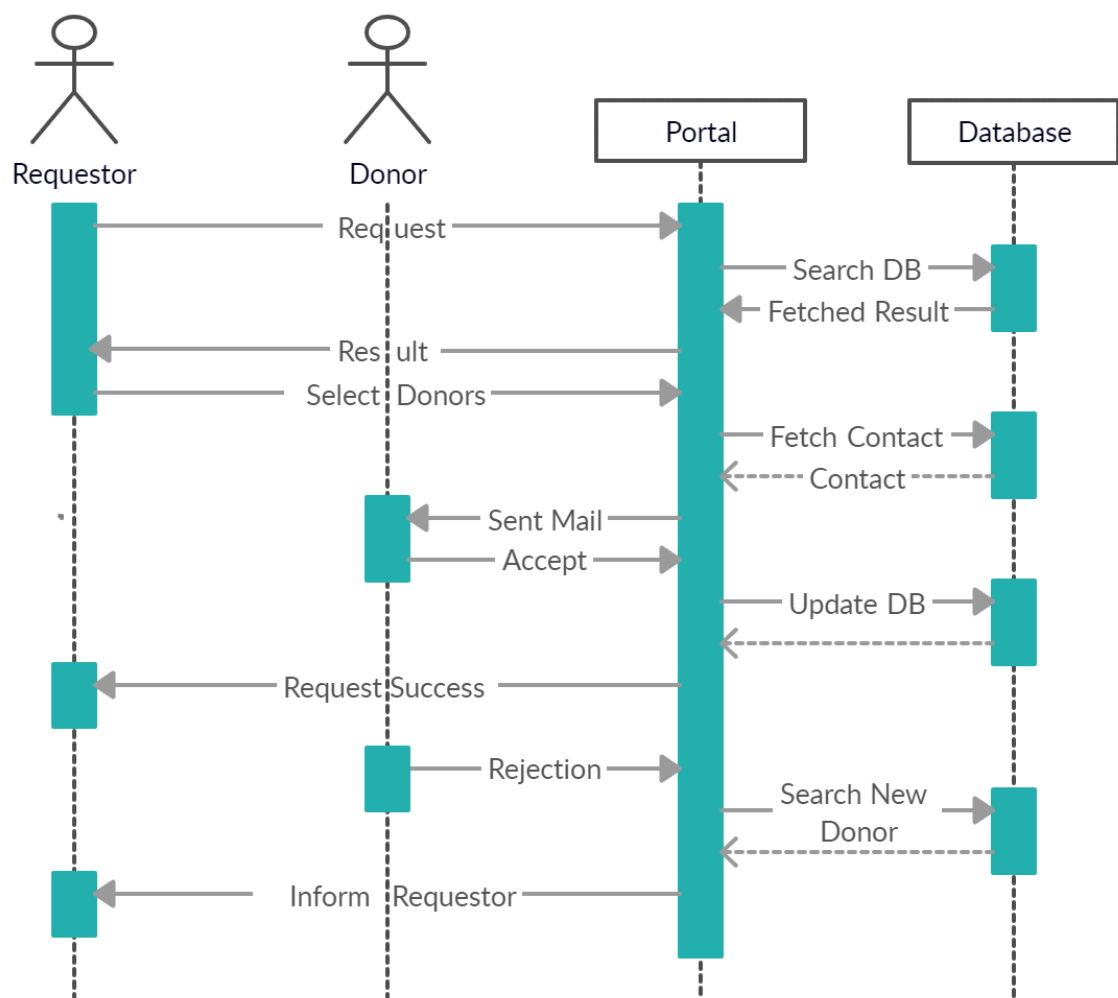 Portal
Database
Requestor
Donor
Request
Search DB
Fetched Result
Result
Select Donors
Fetch Contact
Contact
Sent Mail
Accept
Update DB
Request Success
Rejection
Search New
Donor
Inform Requestor